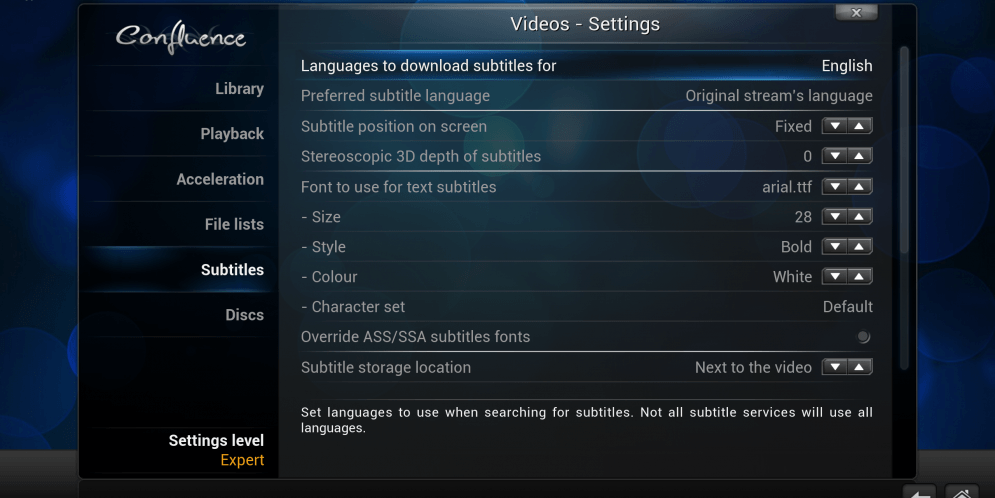 Confluence
Videos - Settings
Library
Playback
Acceleration
File lists
Subtitles
Discs
Settings level
Expert
Languages to download subtitles for English
Preferred subtitle language Original stream's language
Subtitle position on screen Fixed
Stereoscopic 3D depth of subtitles 0
Font to use for text subtitles arial.ttf
- Size 28
- Style Bold
- Colour White
- Character set Default
Override ASS/SSA subtitles fonts
Subtitle storage location Next to the video
Set languages to use when searching for subtitles. Not all subtitle services will use all
languages.